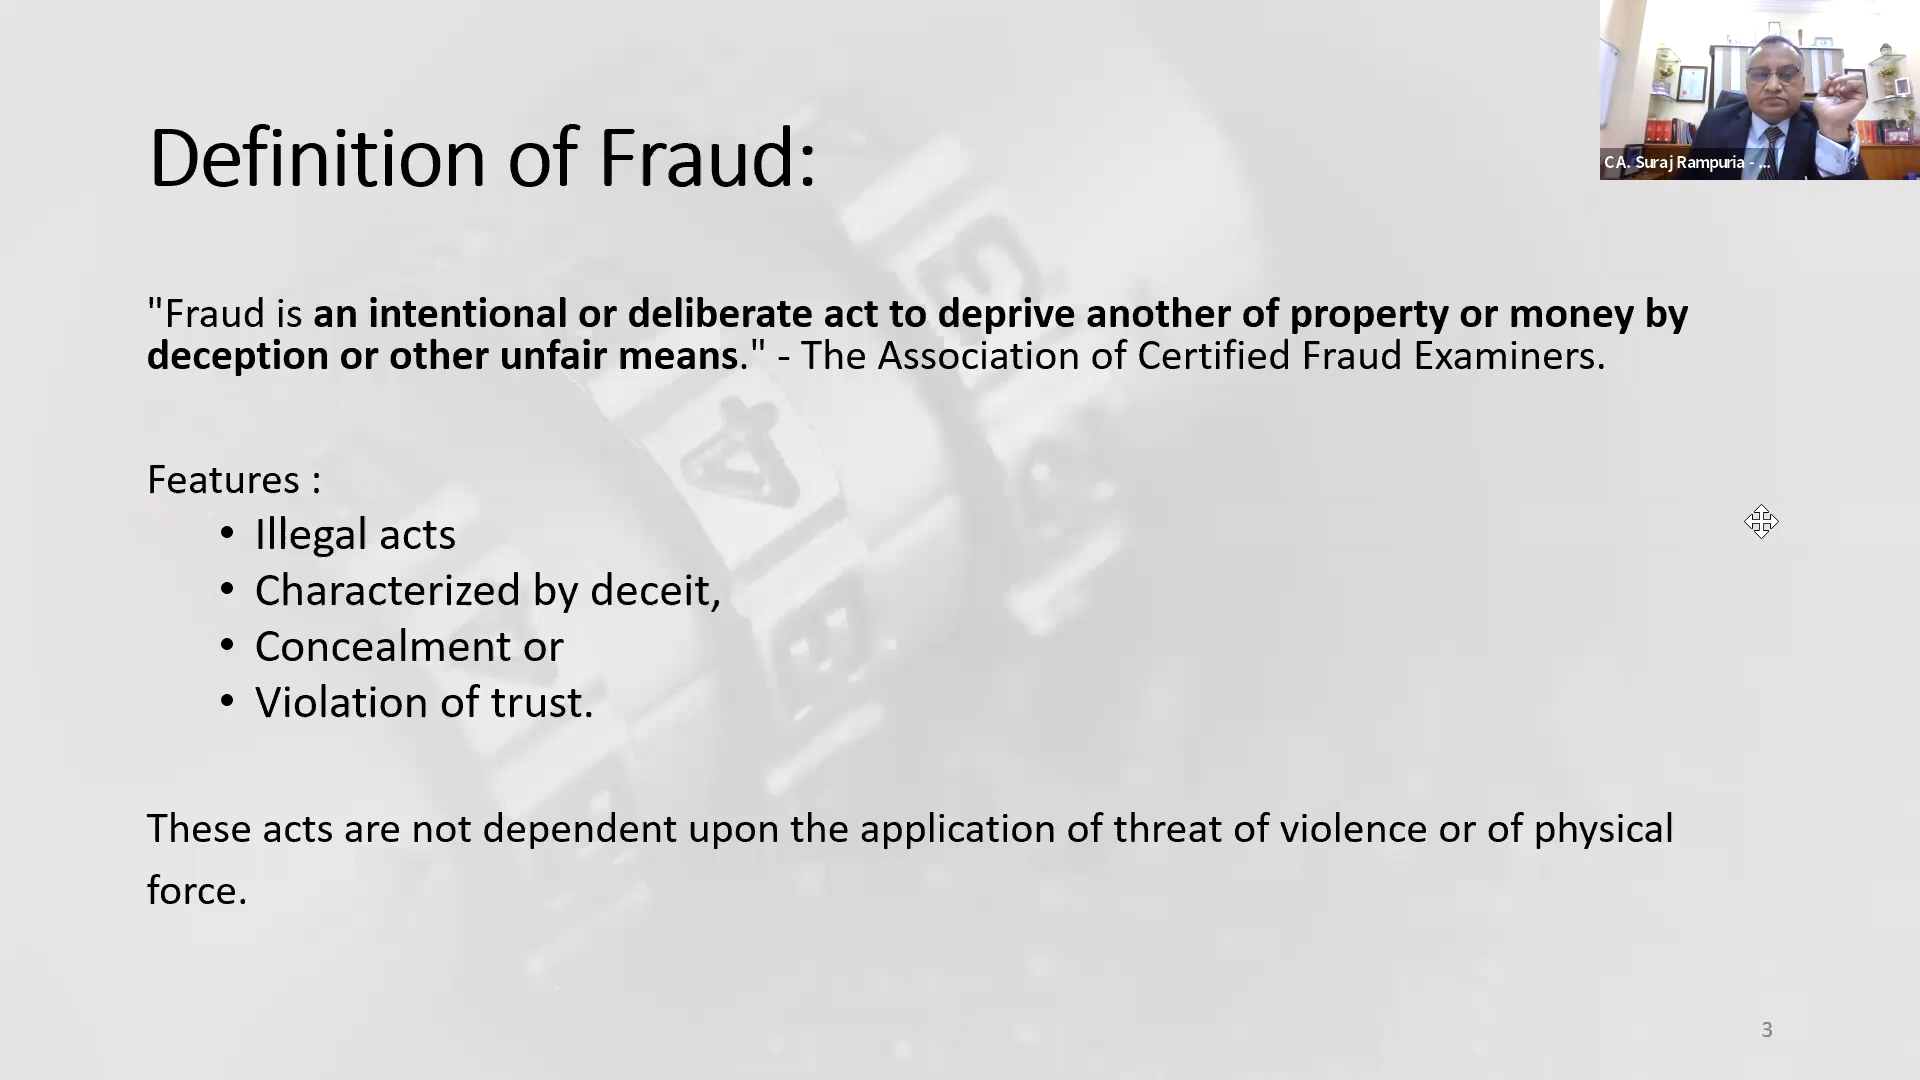 Definition of Fraud:
"Fraud is an intentional or deliberate act to deprive another of property or money by
deception or other unfair means." - The Association of Certified Fraud Examiners.
Features :
• Illegal acts
• Characterized by deceit,
• Concealment or
• Violation of trust.
These acts are not dependent upon the application of threat of violence or of physical
force.
3
CA. Suraj Rampuria - ...